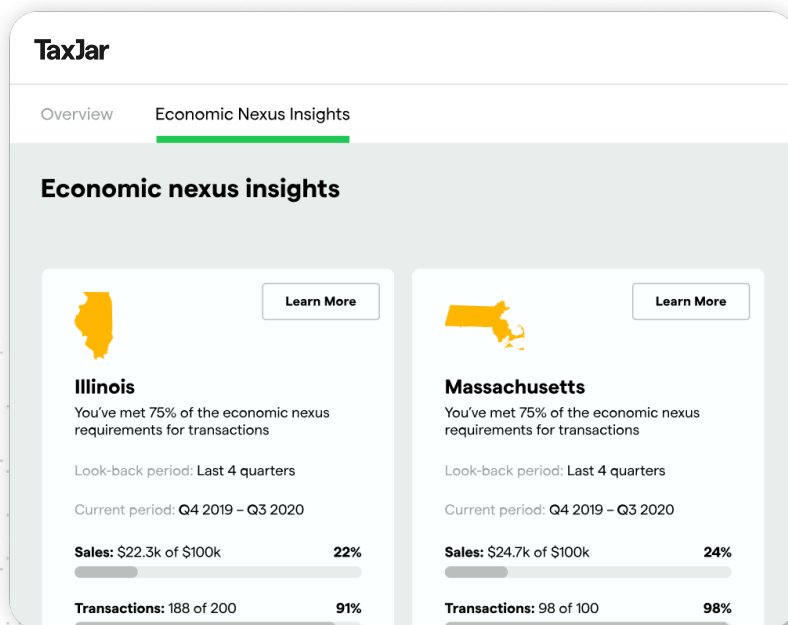 TaxJar
Overview
Economic Nexus Insights
Economic nexus insights
Learn More
Illinois
You've met 75% of the economic nexus
requirements for transactions
Look-back period: Last 4 quarters
Current period: Q4 2019 – Q3 2020
Sales: $22.3k of $100k 22%
Transactions: 188 of 200 91%
Learn More
Massachusetts
You've met 75% of the economic nexus
requirements for transactions
Look-back period: Last 4 quarters
Current period: Q4 2019 – Q3 2020
Sales: $24.7k of $100k 24%
Transactions: 98 of 100 98%